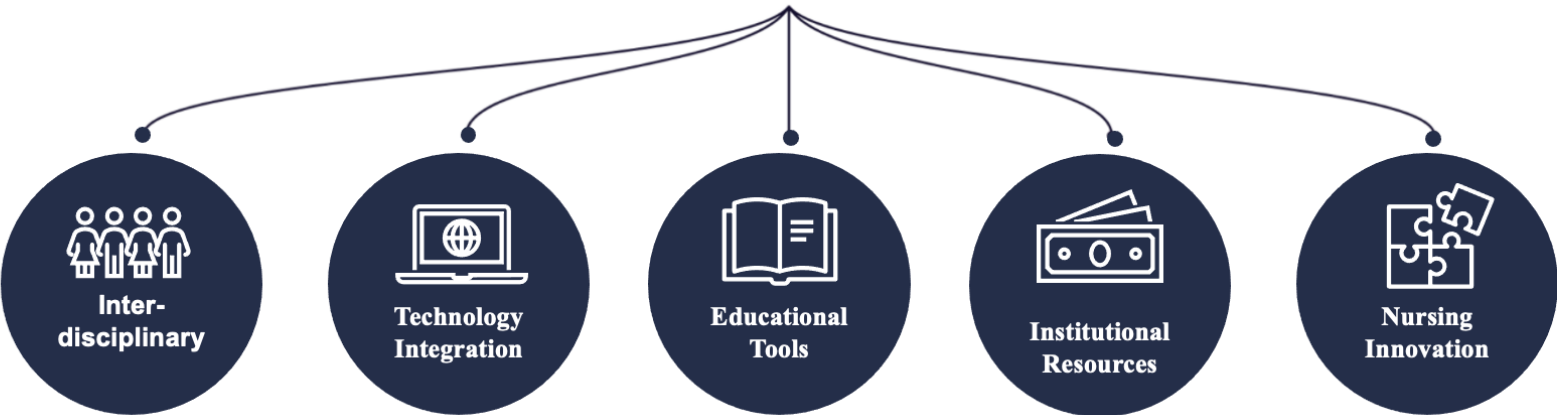 Inter-
disciplinary
Technology
Integration
Educational
Tools
Institutional
Resources
Nursing
Innovation